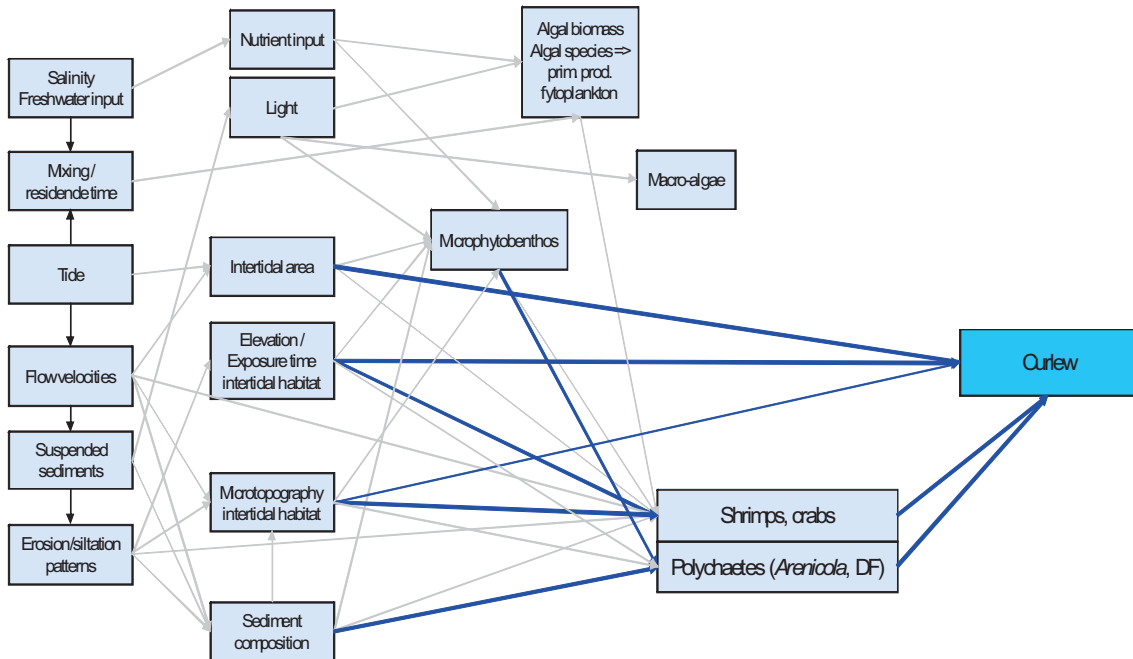 Salinity
Freshwater input
Mxing /
residende time
Tide
Flow velocities
Suspended
sediments
Erosion/siltation
patterns
Nutrient input
Light
Intertidal area
Elevation /
Exposure time
intertidal habitat
Microtopography
intertidal habitat
Sediment
composition
Algal biomass
Algal species =>
prim. prod.
fytoplankton
Macro-algae
Microphytobenthos
Shrimps, crabs
Polychaetes (Arenicola, DF)
Curlew